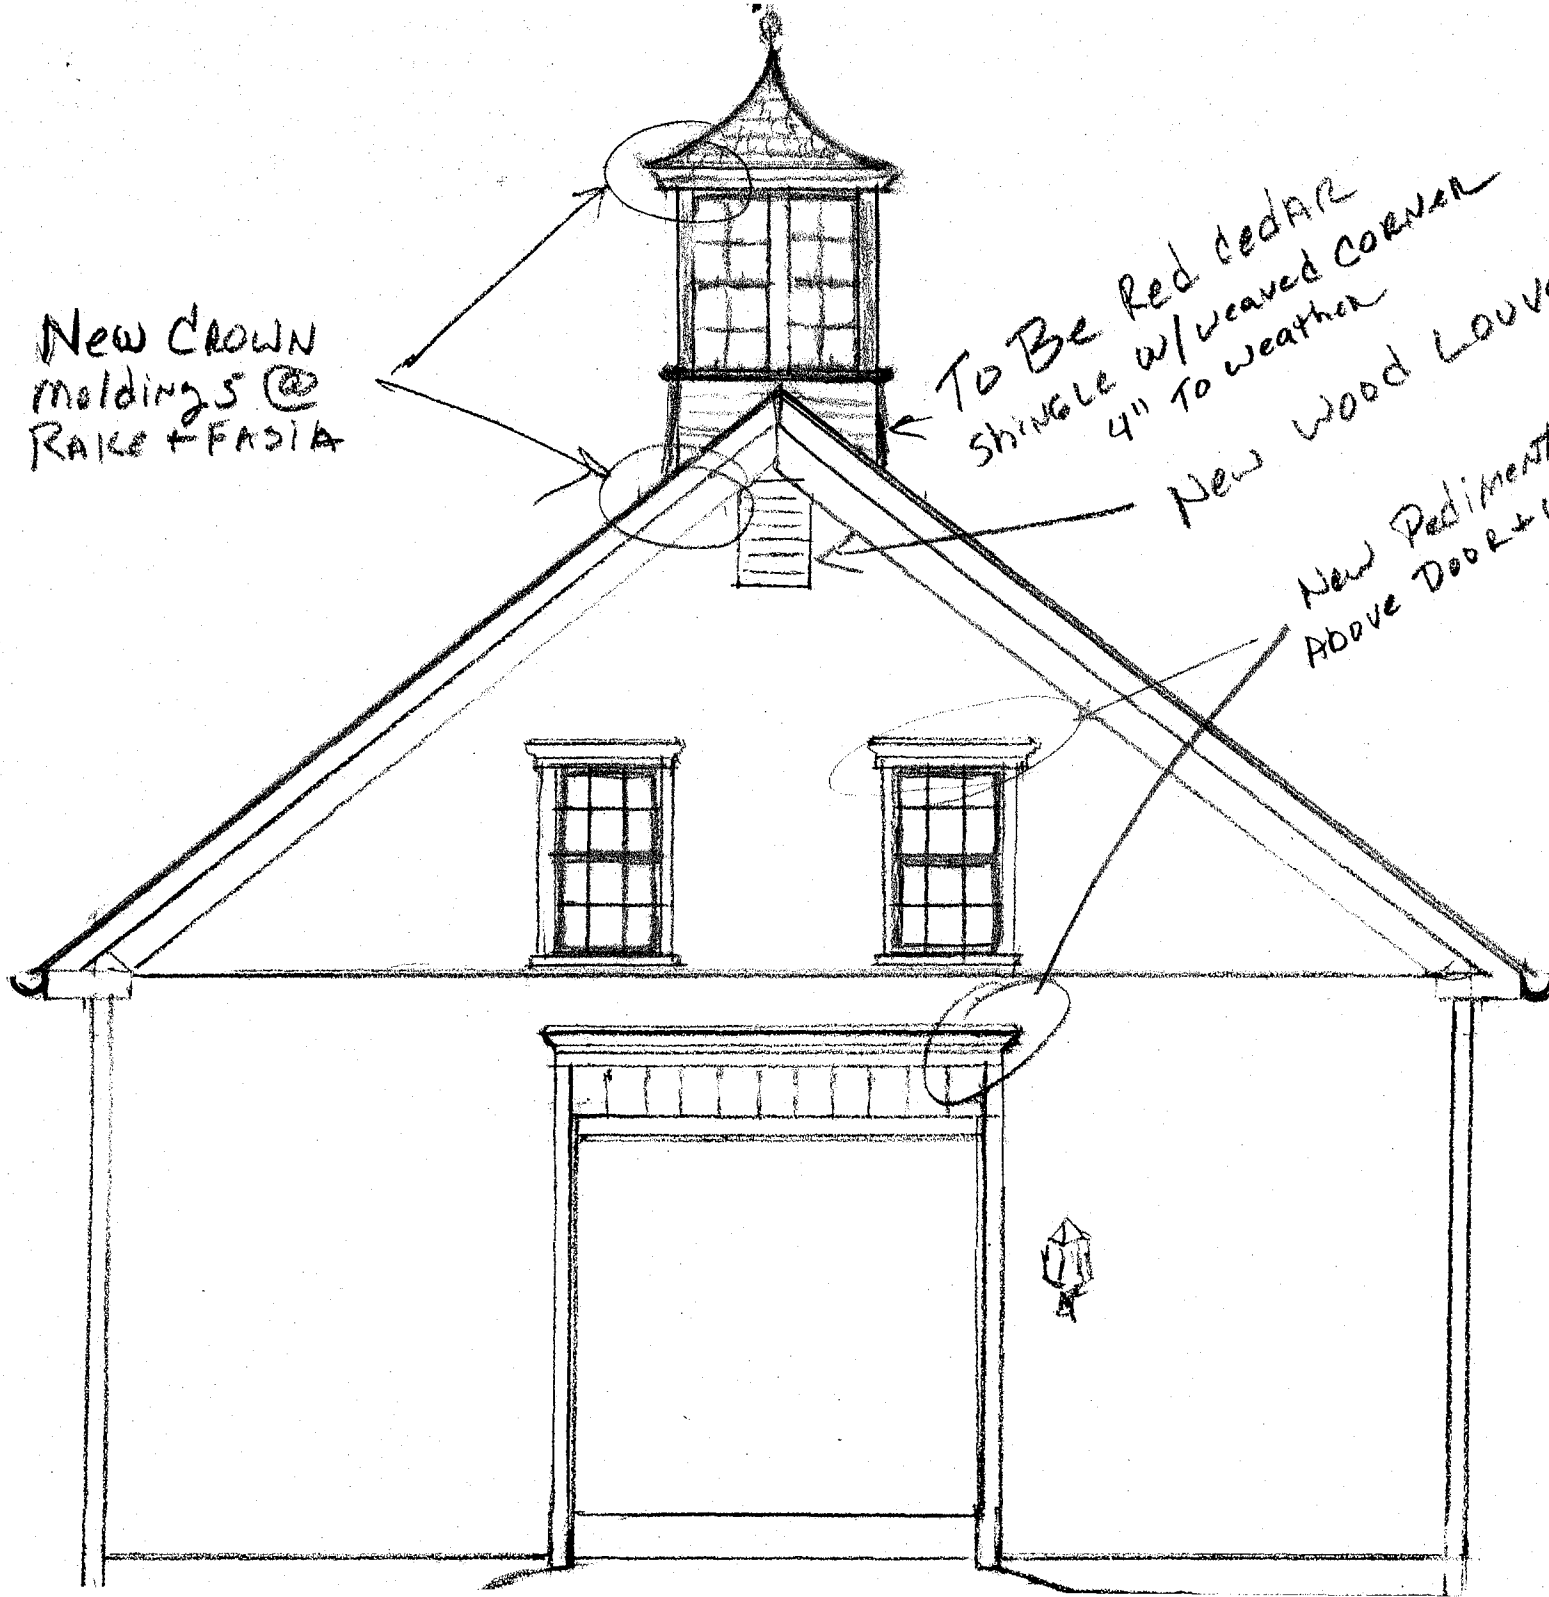 New CROWN
moldings @
RAKE + FASIA
To Be Red cedAR
shiNGLe w/ weaved CORNeR
4" To weather
New wood Louv
New Pediment
Above DooR +